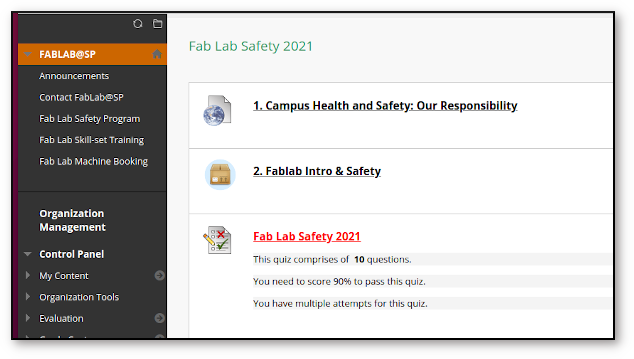 FABLAB@SP
Announcements
Contact FabLab@SP
Fab Lab Safety Program
Fab Lab Skill-set Training
Fab Lab Machine Booking
Organization
Management
Control Panel
My Content
Organization Tools
Evaluation
Fab Lab Safety 2021
1. Campus Health and Safety: Our Responsibility
2. Fablab Intro & Safety
Fab Lab Safety 2021
This quiz comprises of 10 questions.
You need to score 90% to pass this quiz.
You have multiple attempts for this quiz.